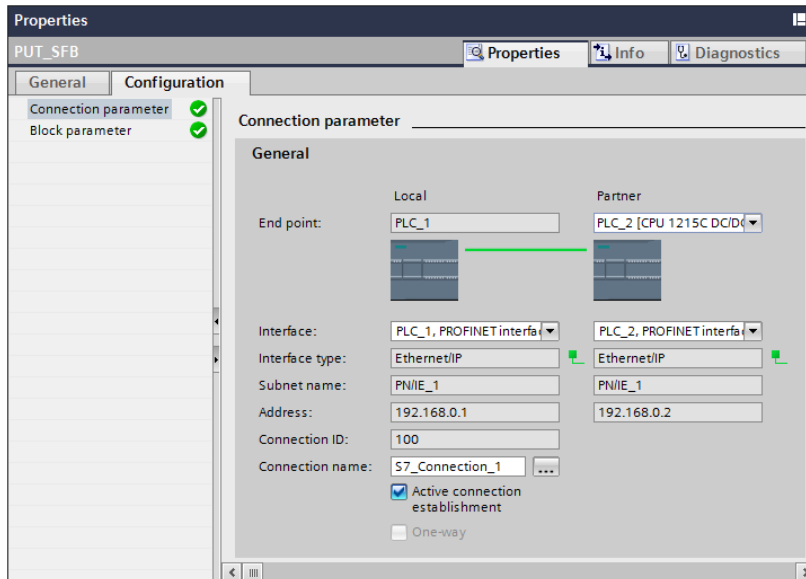 Properties
PUT_SFB
Properties
Info
Diagnostics
General
Configuration
Connection parameter
Block parameter
Connection parameter
General
Local Partner
End point: PLC_1 PLC_2 [CPU 1215C DC/DC
Interface: PLC_1, PROFINET interfa PLC_2, PROFINET interfa
Interface type: Ethernet/IP Ethernet/IP
Subnet name: PN/IE_1 PN/IE_1
Address: 192.168.0.1 192.168.0.2
Connection ID: 100
Connection name: S7_Connection_1 ...
Active connection
establishment
One-way